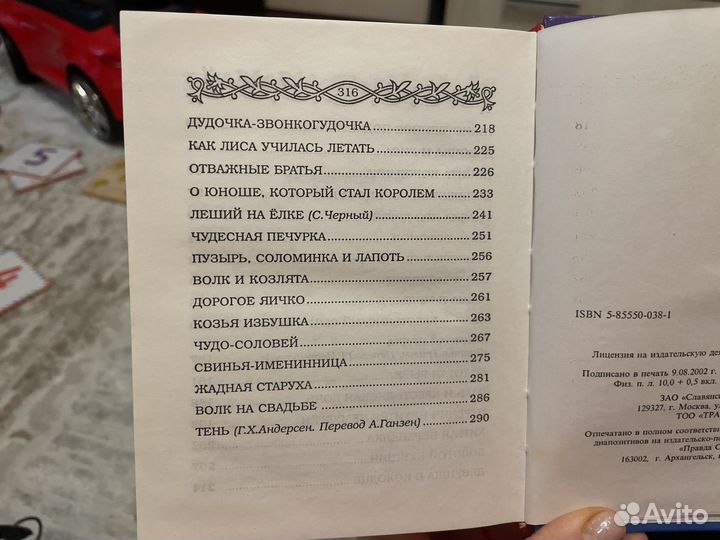 316
ДУДОЧКА-ЗВОНКОГУДОЧКА 218
КАК ЛИСА УЧИЛАСЬ ЛЕТАТЬ 225
ОТВАЖНЫЕ БРАТЬЯ 226
О ЮНОШЕ, КОТОРЫЙ СТАЛ КОРОЛЕМ 233
ЛЕШИЙ НА ЁЛКЕ (С.Черный) 241
ЧУДЕСНАЯ ПЕЧУРКА 251
ПУЗЫРЬ, СОЛОМИНКА И ЛАПОТЬ 256
ВОЛК И КОЗЛЯТА 257
ДОРОГОЕ ЯИЧКО 261
КОЗЬЯ ИЗБУШКА 263
ЧУДО-СОЛОВЕЙ 267
СВИНЬЯ-ИМЕНИННИЦА 275
ЖАДНАЯ СТАРУХА 281
ВОЛК НА СВАДЬБЕ 286
ТЕНЬ (Г.Х.Андерсен. Перевод А.Ганзен) 290
ISBN 5-85550-038-1
Лицензия на издательскую дея
Подписано в печать 9.08.2002 г.
Физ. п. л. 10,0 + 0,5 вкл.
ЗАО «Славянс
129327, г. Москва, у
ТОО «ТРА
Отпечатано в полном соответствии
диапозитивов на издательско-по
«Правда С
163002, г. Архангельск,
5
4
Avito